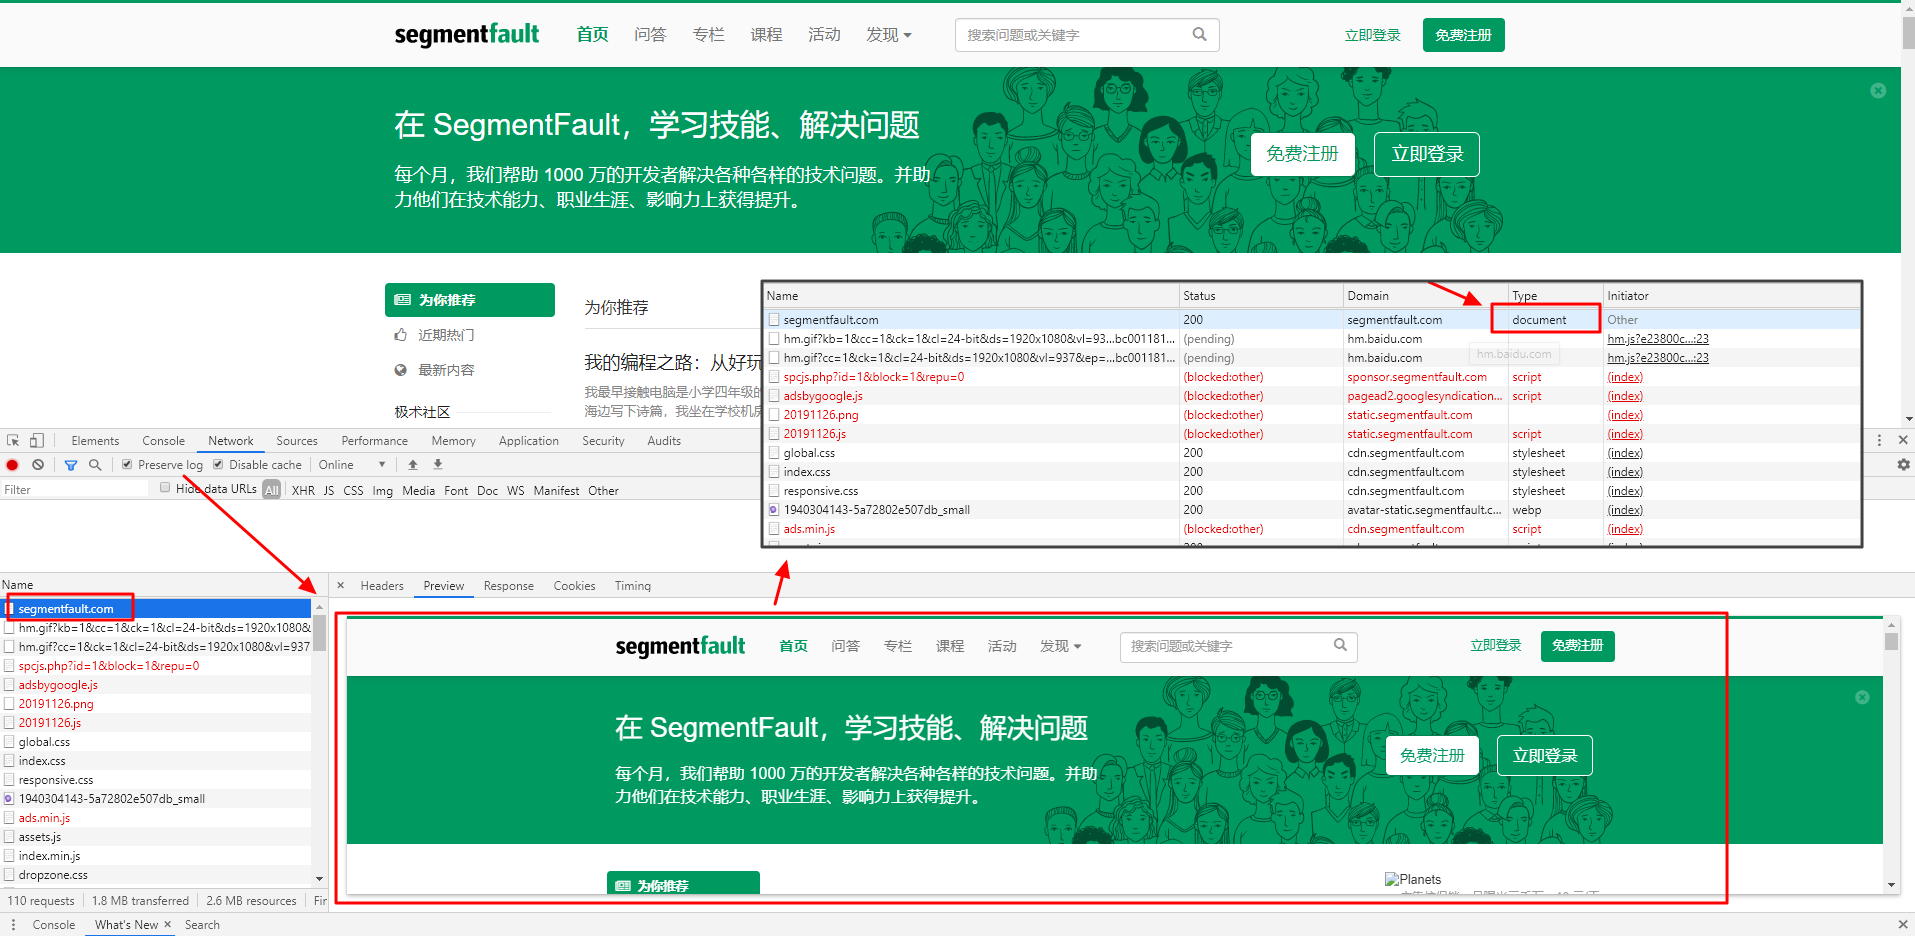 segmentfault 首页 问答 专栏 课程 活动 发现 搜索问题或关键字 立即登录 免费注册
在 SegmentFault，学习技能、解决问题
每个月，我们帮助 1000 万的开发者解决各种各样的技术问题。并助
力他们在技术能力、职业生涯、影响力上获得提升。
免费注册 立即登录
为你推荐
近期热门
最新内容
极术社区
为你推荐
我的编程之路：从好玩
我最早接触电脑是小学四年级的
海边写下诗篇，我坐在学校机房
Name Status Domain Type Initiator
segmentfault.com 200 segmentfault.com document Other
hm.gif?kb=1&cc=1&ck=1&cl=24-bit&ds=1920x1080&vl=93...bc001181... (pending) hm.baidu.com hm.js?e23800c...:23
hm.gif?cc=1&ck=1&cl=24-bit&ds=1920x1080&vl=937&ep=...bc001181... (pending) hm.baidu.com hm.js?e23800c...:23
hm.baidu.com
spcjs.php?id=1&block=1&repu=0 (blocked:other) sponsor.segmentfault.com script (index)
adsbygoogle.js (blocked:other) pagead2.googlesyndication... script (index)
20191126.png (blocked:other) static.segmentfault.com (index)
20191126.js (blocked:other) static.segmentfault.com script (index)
global.css 200 cdn.segmentfault.com stylesheet (index)
index.css 200 cdn.segmentfault.com stylesheet (index)
responsive.css 200 cdn.segmentfault.com stylesheet (index)
1940304143-5a72802e507db_small 200 avatar-static.segmentfault.c... webp (index)
ads.min.js (blocked:other) cdn.segmentfault.com script (index)
Elements Console Network Sources Performance Memory Application Security Audits
Preserve log Disable cache Online
Filter Hide data URLs All XHR JS CSS Img Media Font Doc WS Manifest Other
Name
segmentfault.com
hm.gif?kb=1&cc=1&ck=1&cl=24-bit&ds=1920x1080&
hm.gif?cc=1&ck=1&cl=24-bit&ds=1920x1080&vl=937
spcjs.php?id=1&block=1&repu=0
adsbygoogle.js
20191126.png
20191126.js
global.css
index.css
responsive.css
1940304143-5a72802e507db_small
ads.min.js
assets.js
index.min.js
dropzone.css
110 requests 1.8 MB transferred 2.6 MB resources Fir
Headers Preview Response Cookies Timing
segmentfault 首页 问答 专栏 课程 活动 发现 搜索问题或关键字 立即登录 免费注册
在 SegmentFault，学习技能、解决问题
每个月，我们帮助 1000 万的开发者解决各种各样的技术问题。并助
力他们在技术能力、职业生涯、影响力上获得提升。
免费注册 立即登录
为你推荐
Planets
Console What's New Search